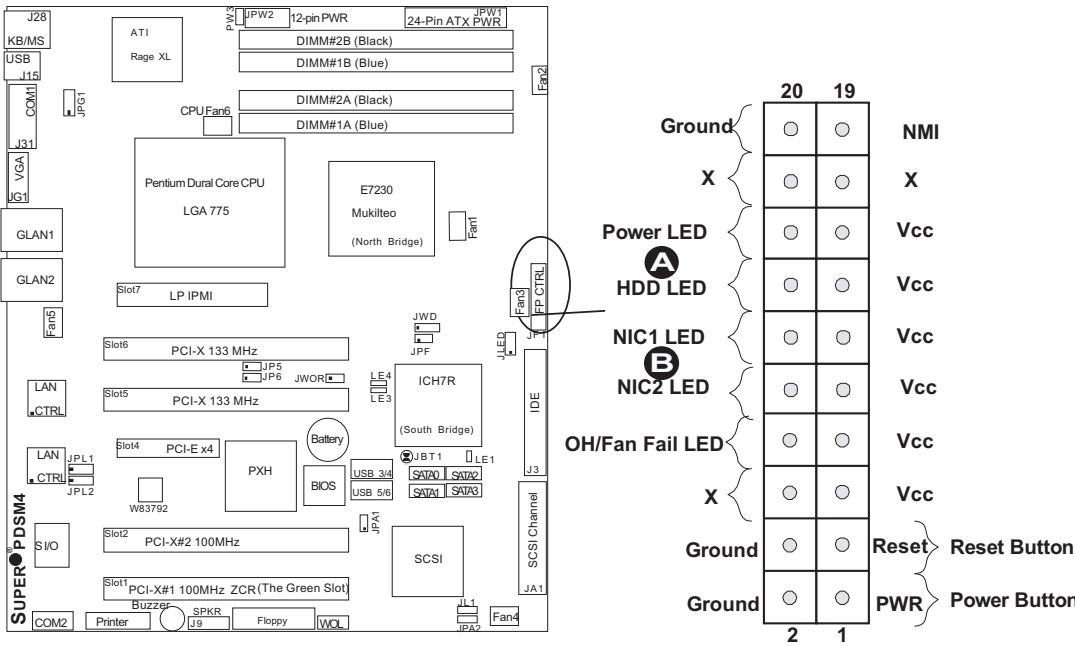 J28
KB/MS
USB
J15
COM1
J31
VGA
JG1
GLAN1
GLAN2
Fan5
JPG1
ATI
Rage XL
PW3
JPW2
12-pin PWR
JPW1
24-Pin ATX PWR
DIMM#2B (Black)
DIMM#1B (Blue)
DIMM#2A (Black)
DIMM#1A (Blue)
Fan2
CPU Fan6
Pentium Dural Core CPU
LGA 775
E7230
Mukilteo
(North Bridge)
Fan1
Fan3
FP CTRL
JF1
Slot7
LP IPMI
JWD
JPF
JLED
Slot6
PCI-X 133 MHz
JP5
JP6
JWOR
LE4
LE3
ICH7R
(South Bridge)
IDE
J3
LAN
CTRL
Slot5
PCI-X 133 MHz
Battery
Slot4
PCI-E x4
LAN
CTRL
JPL1
JPL2
PXH
BIOS
JBT1
LE1
USB 3/4
USB 5/6
SATA0
SATA2
SATA1
SATA3
W83792
JPA1
SCSI Channel
JA1
S I/O
Slot2
PCI-X#2 100MHz
SCSI
SUPER® PDSM4
Slot1
PCI-X#1 100MHz ZCR (The Green Slot)
Buzzer
COM2
Printer
SPKR
J9
Floppy
WOL
JL1
JPA2
Fan4
20 19
Ground NMI
X X
Power LED Vcc
A
HDD LED Vcc
NIC1 LED Vcc
B
NIC2 LED Vcc
OH/Fan Fail LED Vcc
X Vcc
Ground Reset Reset Button
Ground PWR Power Button
2 1